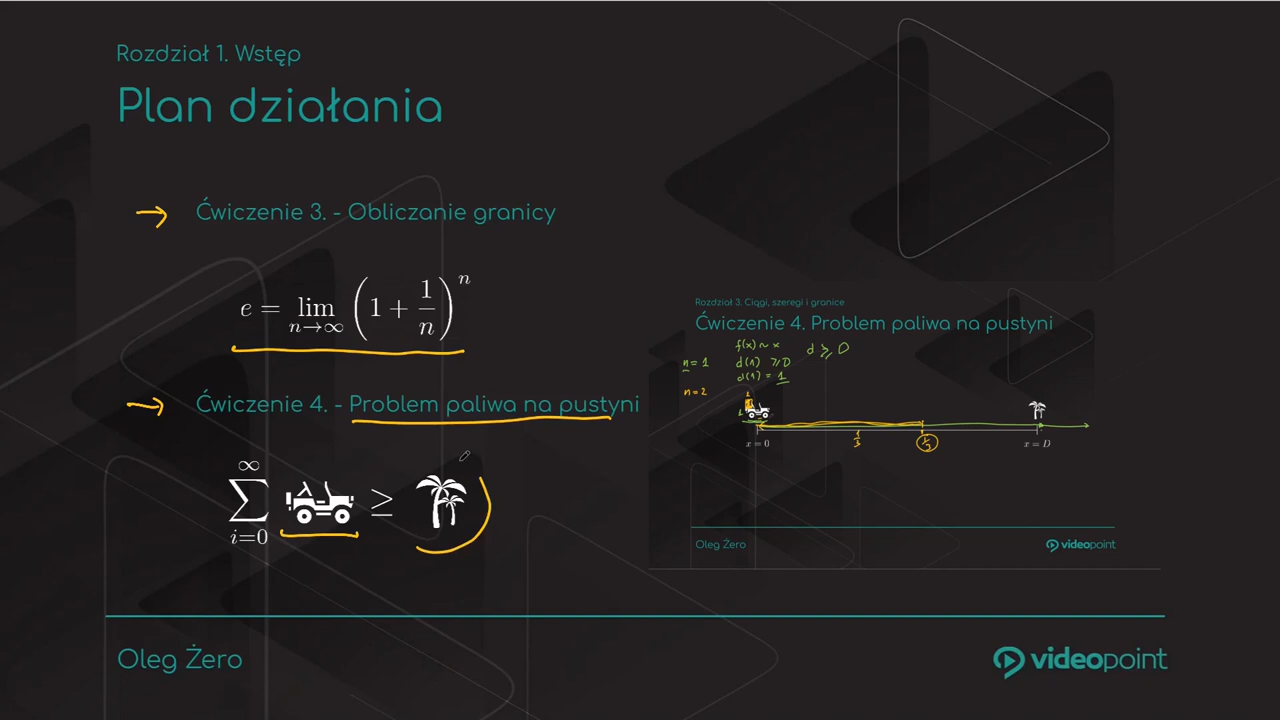 Rozdział 1. Wstęp
Plan działania
Ćwiczenie 3. - Obliczanie granicy
e = lim n→∞ (1 + 1/n)^n
Ćwiczenie 4. - Problem paliwa na pustyni
∞
∑ ≥
i=0
Rozdział 3. Ciągi, szeregi i granice
Ćwiczenie 4. Problem paliwa na pustyni
f(x) ~ x d ≥ D
n = 1 d(1) ≥ D
d(1) = 1
n = 2
1/3
x = 0 x = D
Oleg Żero videopoint
Oleg Żero
videopoint